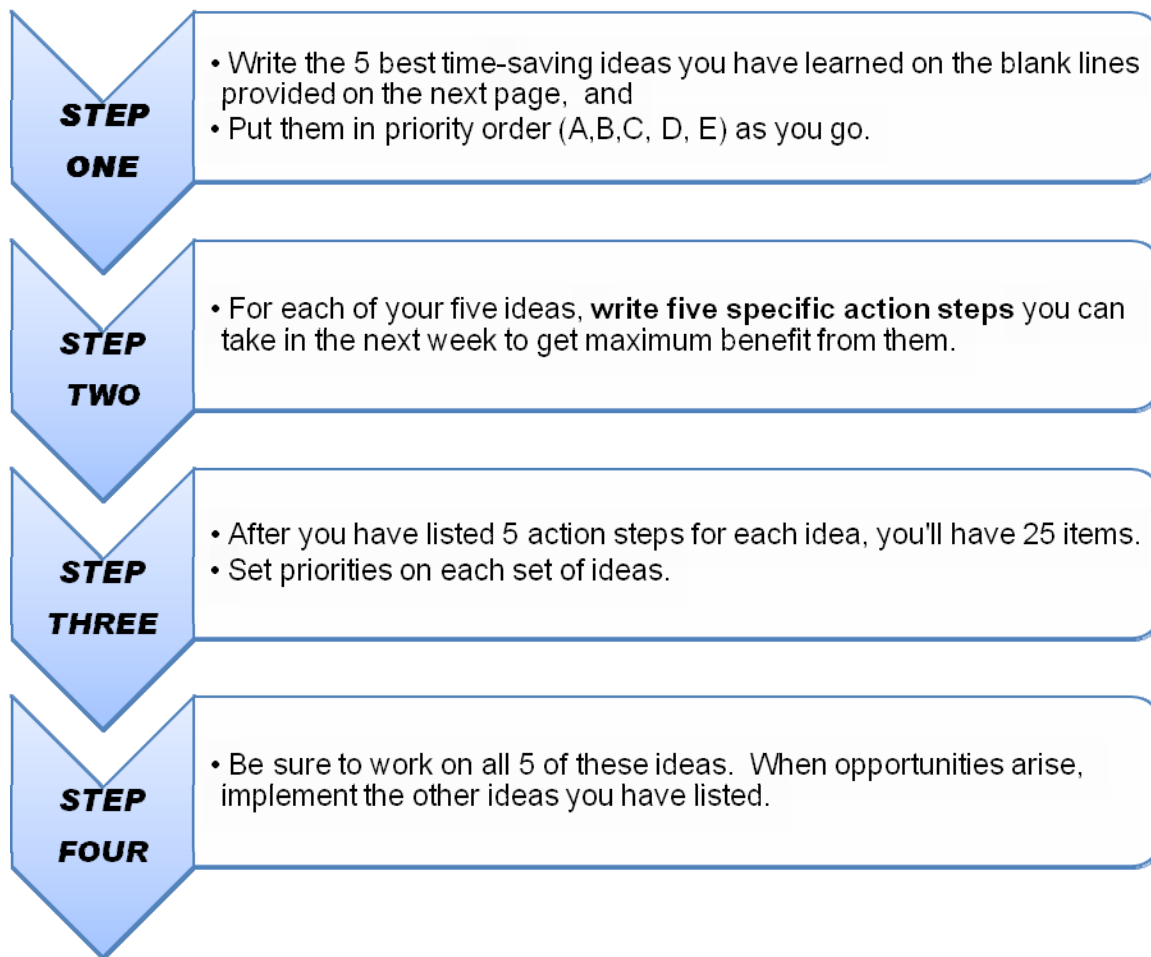 STEP
ONE
• Write the 5 best time-saving ideas you have learned on the blank lines
provided on the next page,  and
• Put them in priority order (A,B,C, D, E) as you go.
STEP
TWO
• For each of your five ideas, write five specific action steps you can
take in the next week to get maximum benefit from them.
STEP
THREE
• After you have listed 5 action steps for each idea, you'll have 25 items.
• Set priorities on each set of ideas.
STEP
FOUR
• Be sure to work on all 5 of these ideas.  When opportunities arise,
implement the other ideas you have listed.